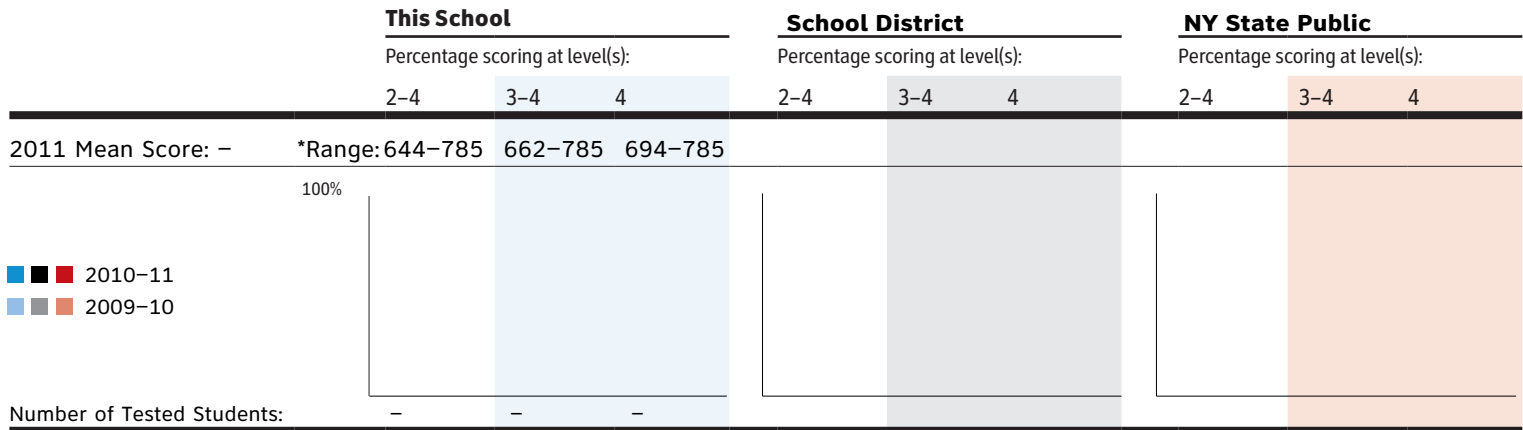 This School School District NY State Public
Percentage scoring at level(s): Percentage scoring at level(s): Percentage scoring at level(s):
2–4 3–4 4 2–4 3–4 4 2–4 3–4 4
2011 Mean Score: – *Range: 644–785 662–785 694–785
100%
2010–11
2009–10
Number of Tested Students: – – –